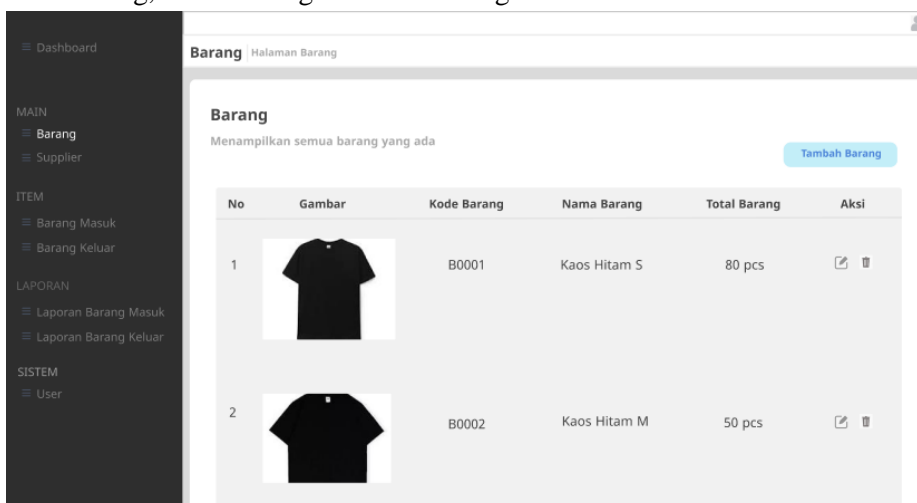 Dashboard
MAIN
Barang
Supplier
ITEM
Barang Masuk
Barang Keluar
LAPORAN
Laporan Barang Masuk
Laporan Barang Keluar
SISTEM
User
Barang Halaman Barang
Barang
Menampilkan semua barang yang ada
Tambah Barang
No Gambar Kode Barang Nama Barang Total Barang Aksi
1 B0001 Kaos Hitam S 80 pcs
2 B0002 Kaos Hitam M 50 pcs